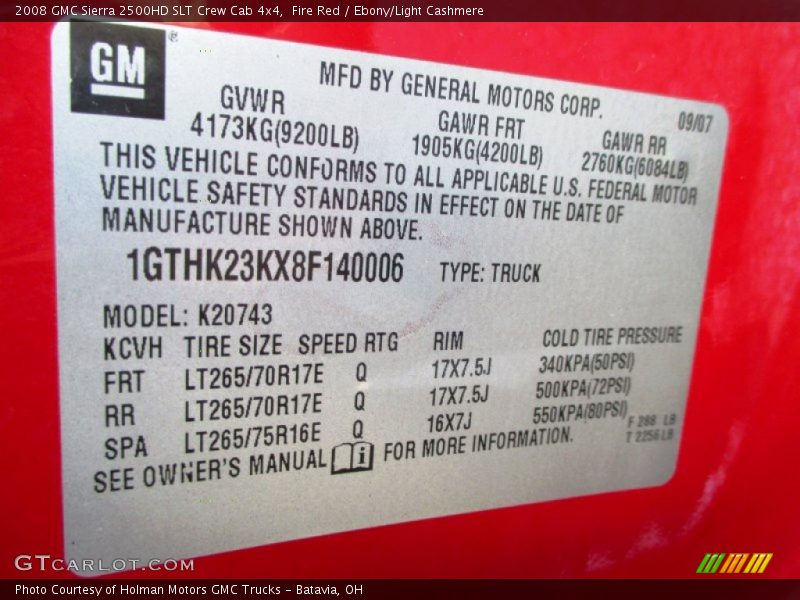 2008 GMC Sierra 2500HD SLT Crew Cab 4x4,  Fire Red / Ebony/Light Cashmere
GM ®
MFD BY GENERAL MOTORS CORP.
09/07
GVWR GAWR FRT GAWR RR
4173KG(9200LB) 1905KG(4200LB) 2760KG(6084LB)
THIS VEHICLE CONFORMS TO ALL APPLICABLE U.S. FEDERAL MOTOR
VEHICLE SAFETY STANDARDS IN EFFECT ON THE DATE OF
MANUFACTURE SHOWN ABOVE.
1GTHK23KX8F140006 TYPE: TRUCK
MODEL: K20743
KCVH TIRE SIZE SPEED RTG RIM COLD TIRE PRESSURE
FRT LT265/70R17E Q 17X7.5J 340KPA(50PSI)
RR LT265/70R17E Q 17X7.5J 500KPA(72PSI)
SPA LT265/75R16E Q 16X7J 550KPA(80PSI)
F 288 LB
T 2256LB
SEE OWNER'S MANUAL i FOR MORE INFORMATION.
GTCARLOT.COM
Photo Courtesy of Holman Motors GMC Trucks - Batavia, OH